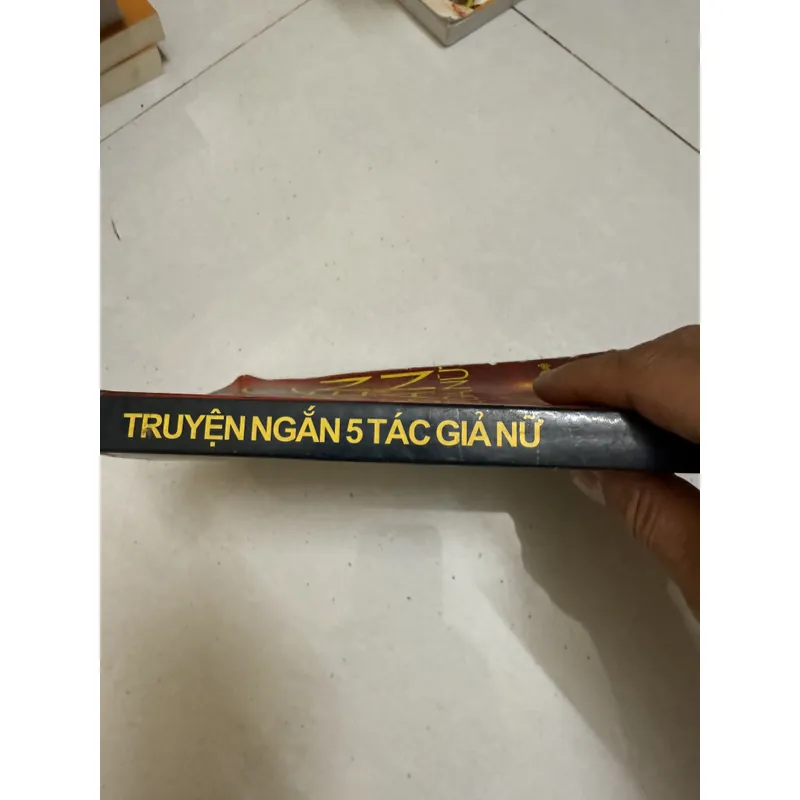 TRUYỆN NGẮN 5 TÁC GIẢ NỮ